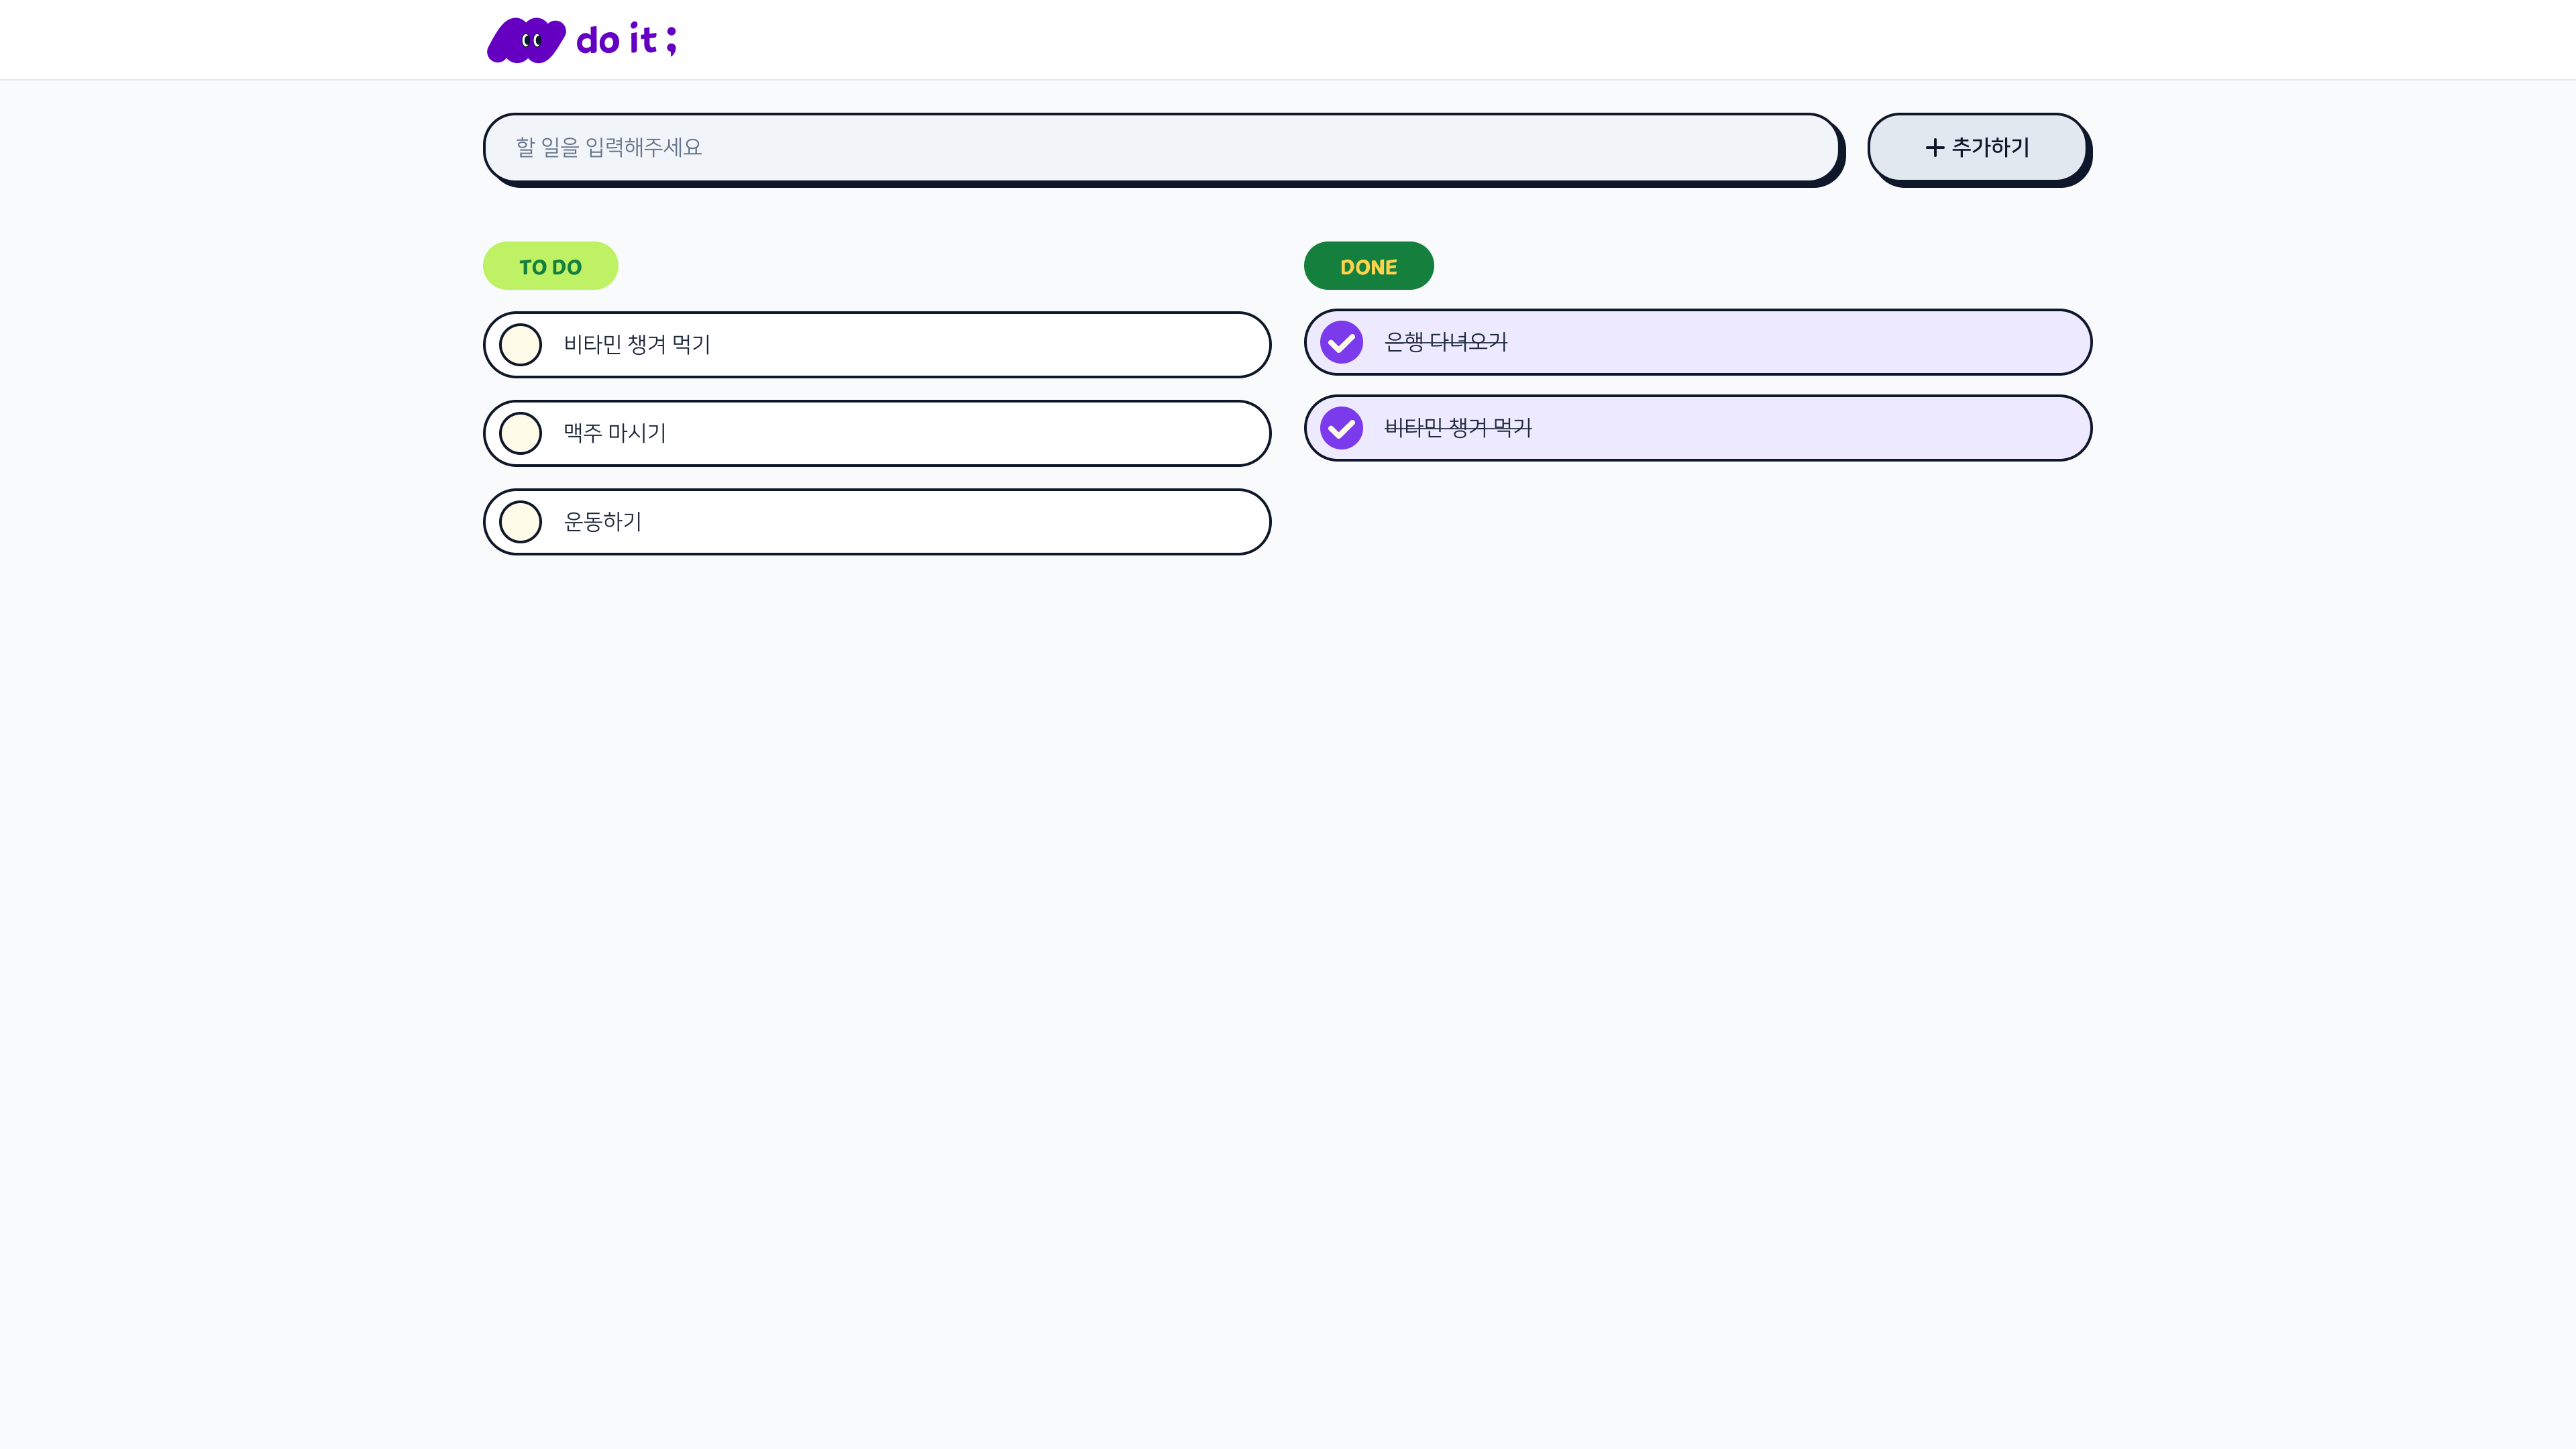 do it ;
할 일을 입력해주세요
+ 추가하기
TO DO
비타민 챙겨 먹기
맥주 마시기
운동하기
DONE
은행 다녀오기
비타민 챙겨 먹기